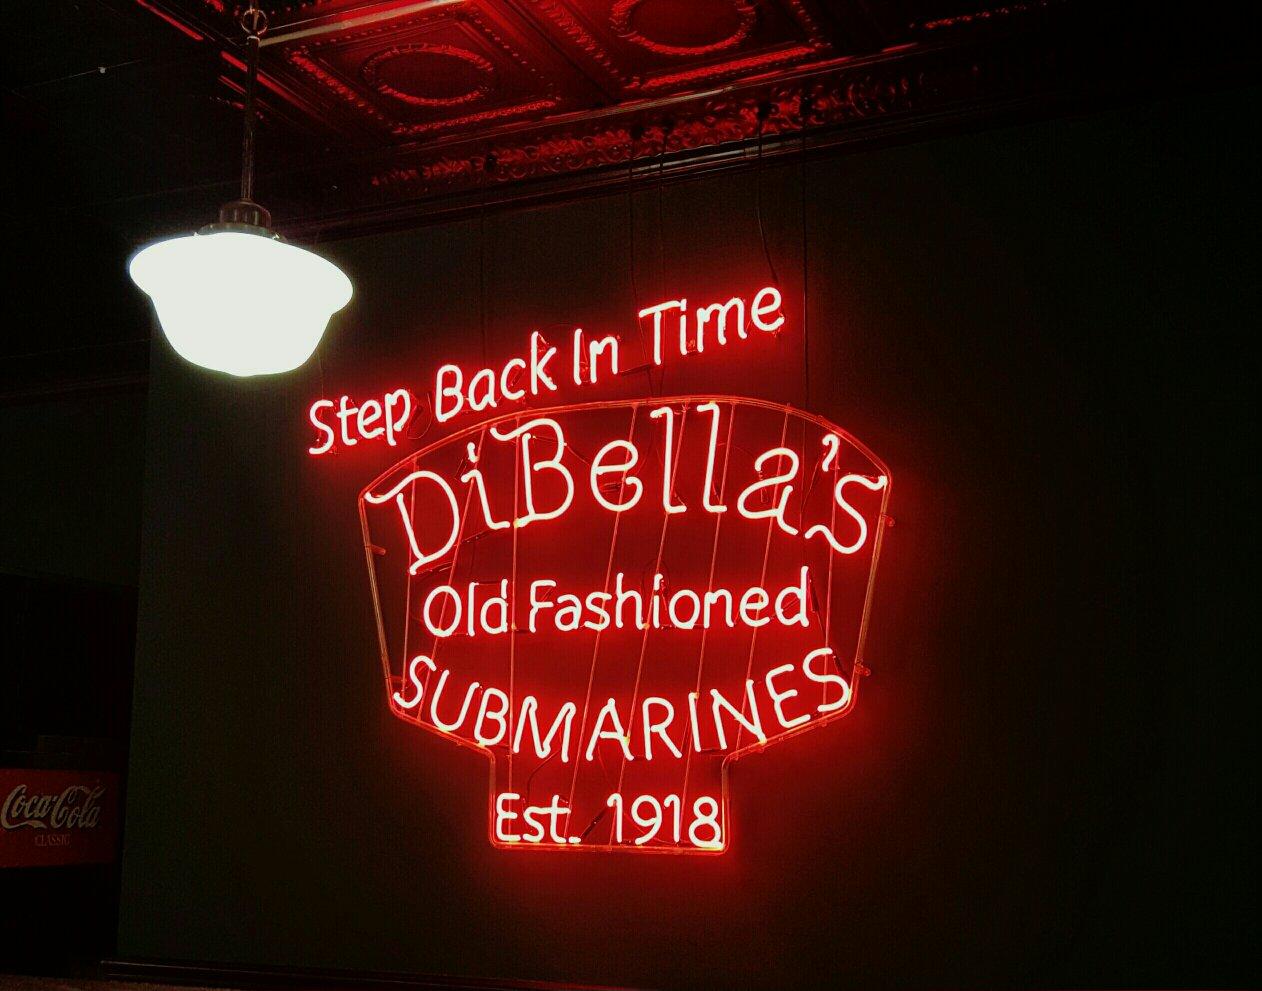 Step Back In Time
DiBella's
Old Fashioned
SUBMARINES
Est. 1918
Coca-Cola
CLASSIC